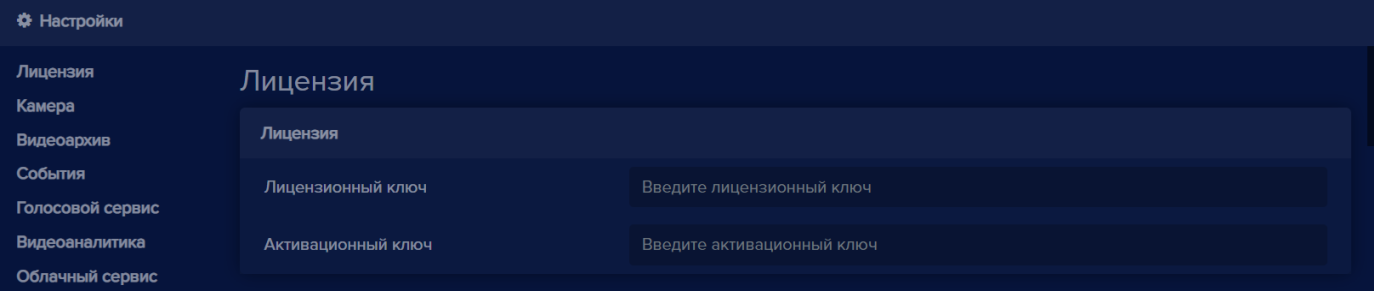 Настройки
Лицензия
Камера
Видеоархив
События
Голосовой сервис
Видеоаналитика
Облачный сервис
Лицензия
Лицензия
Лицензионный ключ
Введите лицензионный ключ
Активационный ключ
Введите активационный ключ